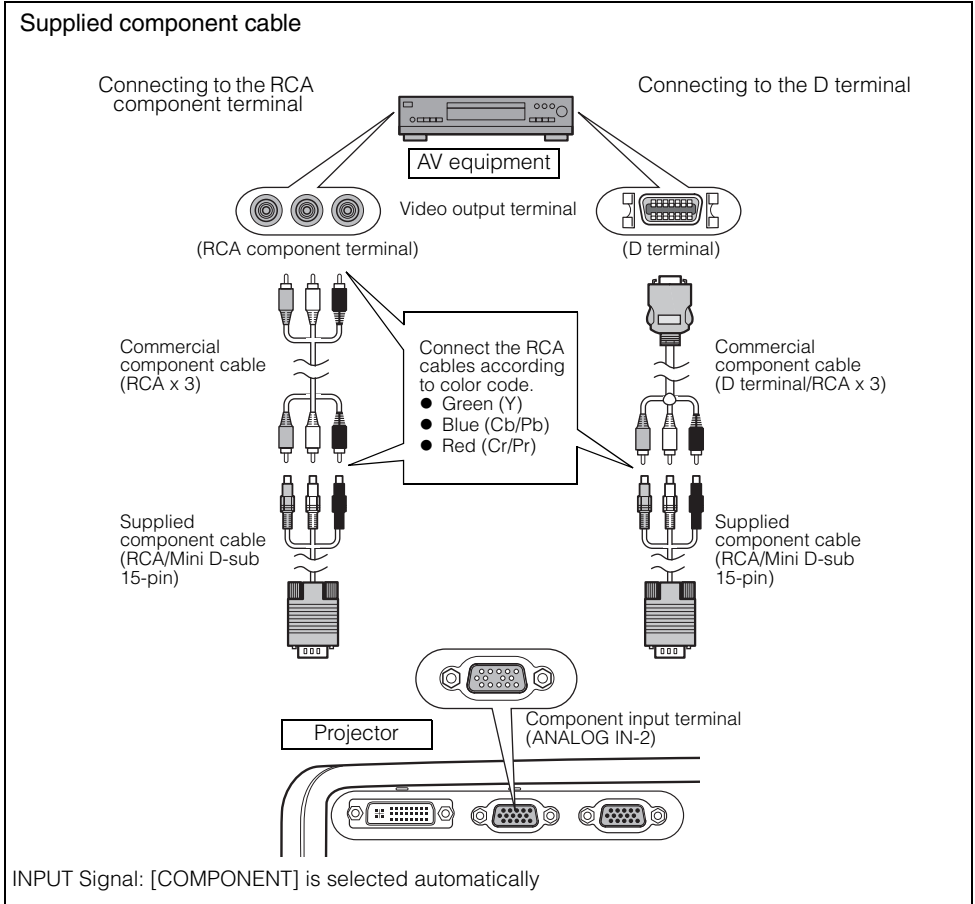 Supplied component cable
Connecting to the RCA
component terminal
Connecting to the D terminal
AV equipment
Video output terminal
(RCA component terminal)
(D terminal)
Commercial
component cable
(RCA x 3)
Connect the RCA
cables according
to color code.
● Green (Y)
● Blue (Cb/Pb)
● Red (Cr/Pr)
Commercial
component cable
(D terminal/RCA x 3)
Supplied
component cable
(RCA/Mini D-sub
15-pin)
Supplied
component cable
(RCA/Mini D-sub
15-pin)
Component input terminal
(ANALOG IN-2)
Projector
INPUT Signal: [COMPONENT] is selected automatically